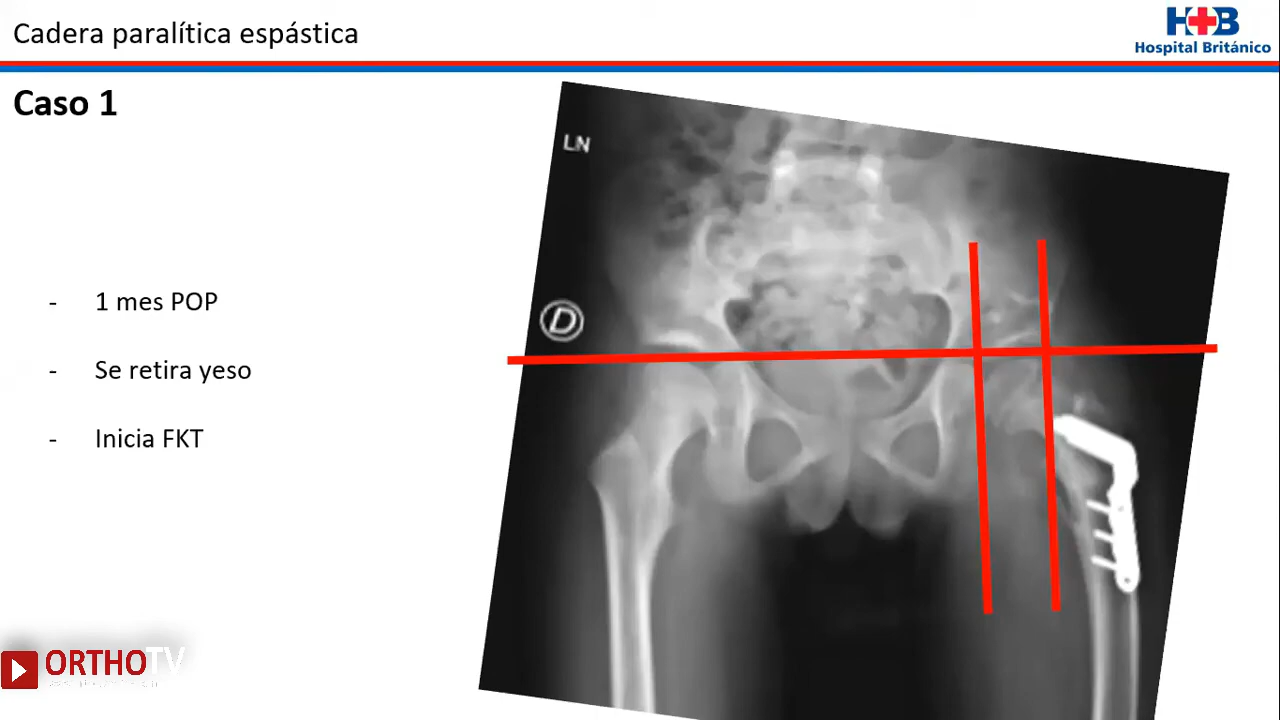 Cadera paralítica espástica
H+B
Hospital Británico
Caso 1
LN
D
- 1 mes POP
- Se retira yeso
- Inicia FKT
ORTHOTV